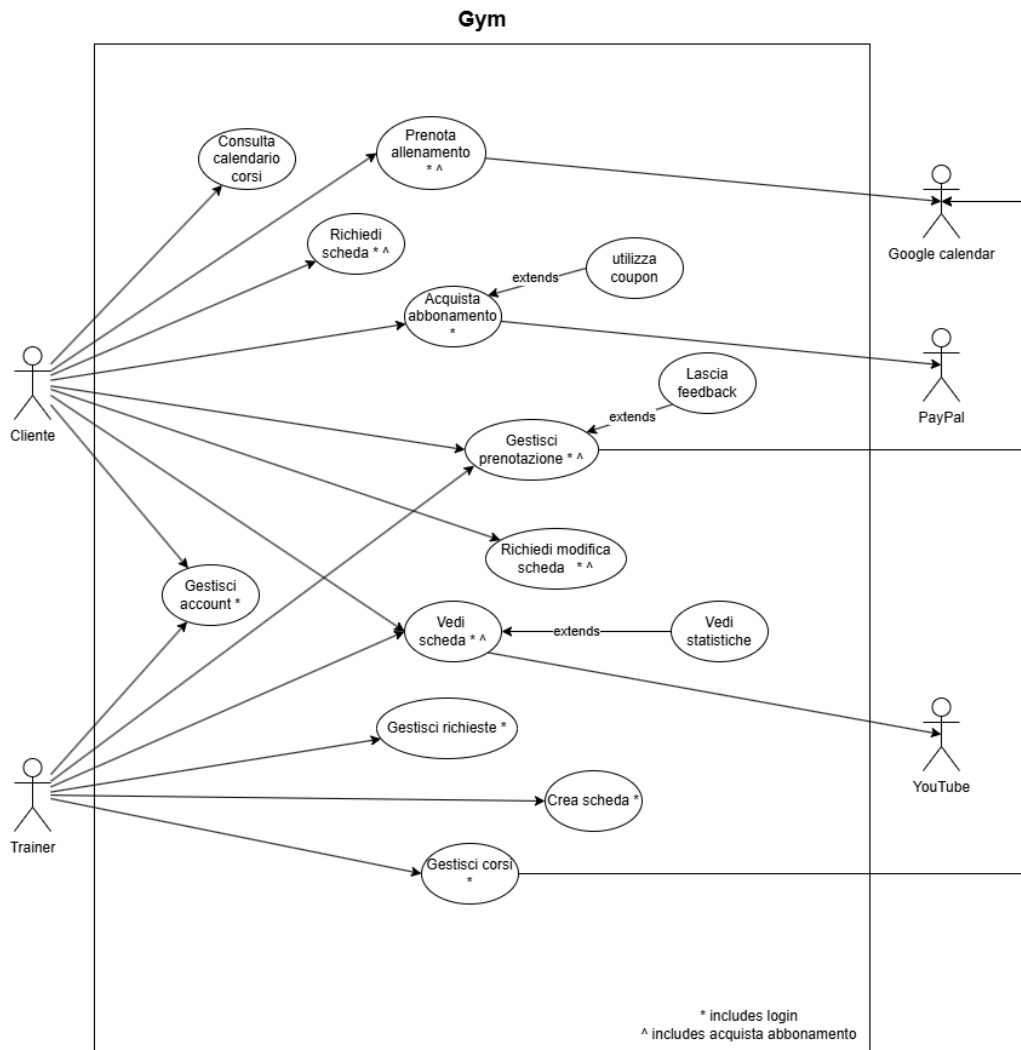 Gym
Consulta
calendario
corsi
Prenota
allenamento
* ^
Google calendar
Richiedi
scheda * ^
extends
utilizza
coupon
Acquista
abbonamento
*
PayPal
Cliente
Lascia
feedback
extends
Gestisci
prenotazione * ^
Richiedi modifica
scheda * ^
Gestisci
account *
Vedi
scheda * ^
extends
Vedi
statistiche
Gestisci richieste *
YouTube
Crea scheda *
Trainer
Gestisci corsi
*
* includes login
^ includes acquista abbonamento